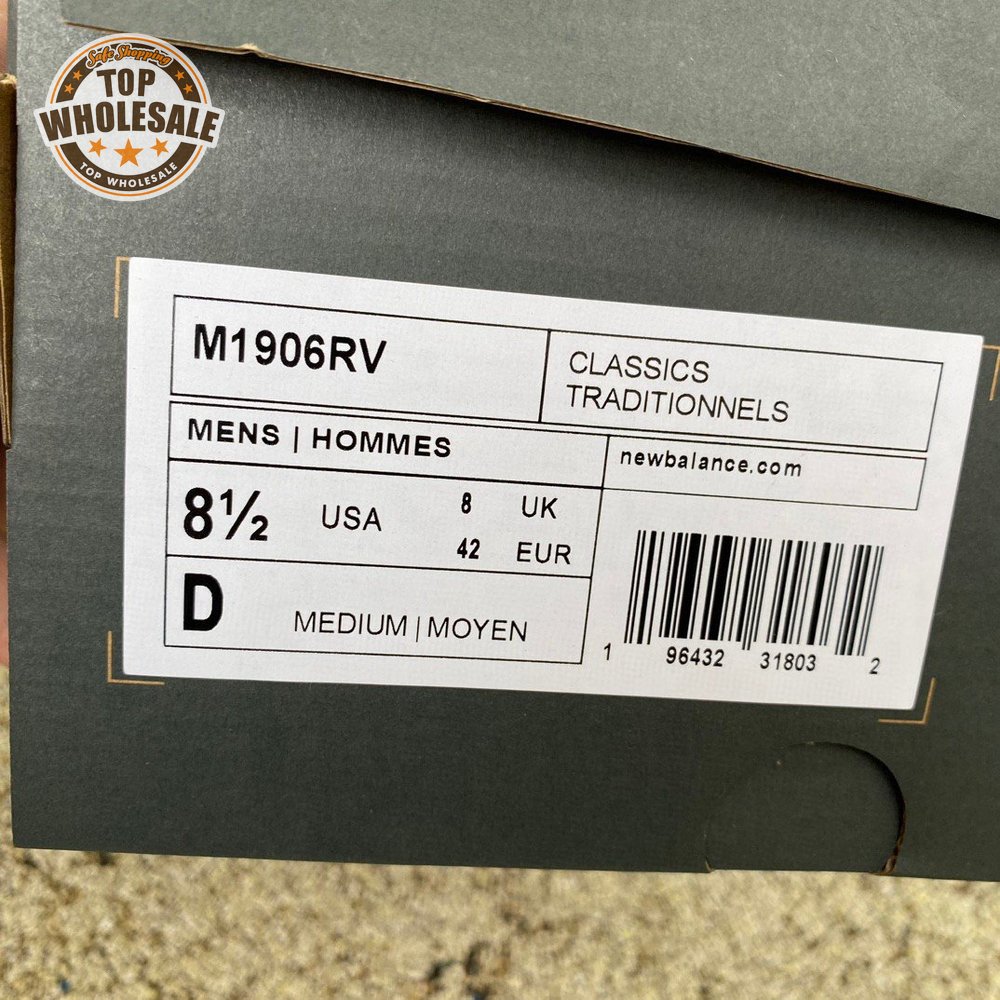 Safe Shopping
TOP
WHOLESALE
TOP WHOLESALE
M1906RV
CLASSICS
TRADITIONNELS
MENS | HOMMES
newbalance.com
8½ USA 8 UK
42 EUR
D MEDIUM | MOYEN
1 96432 31803 2